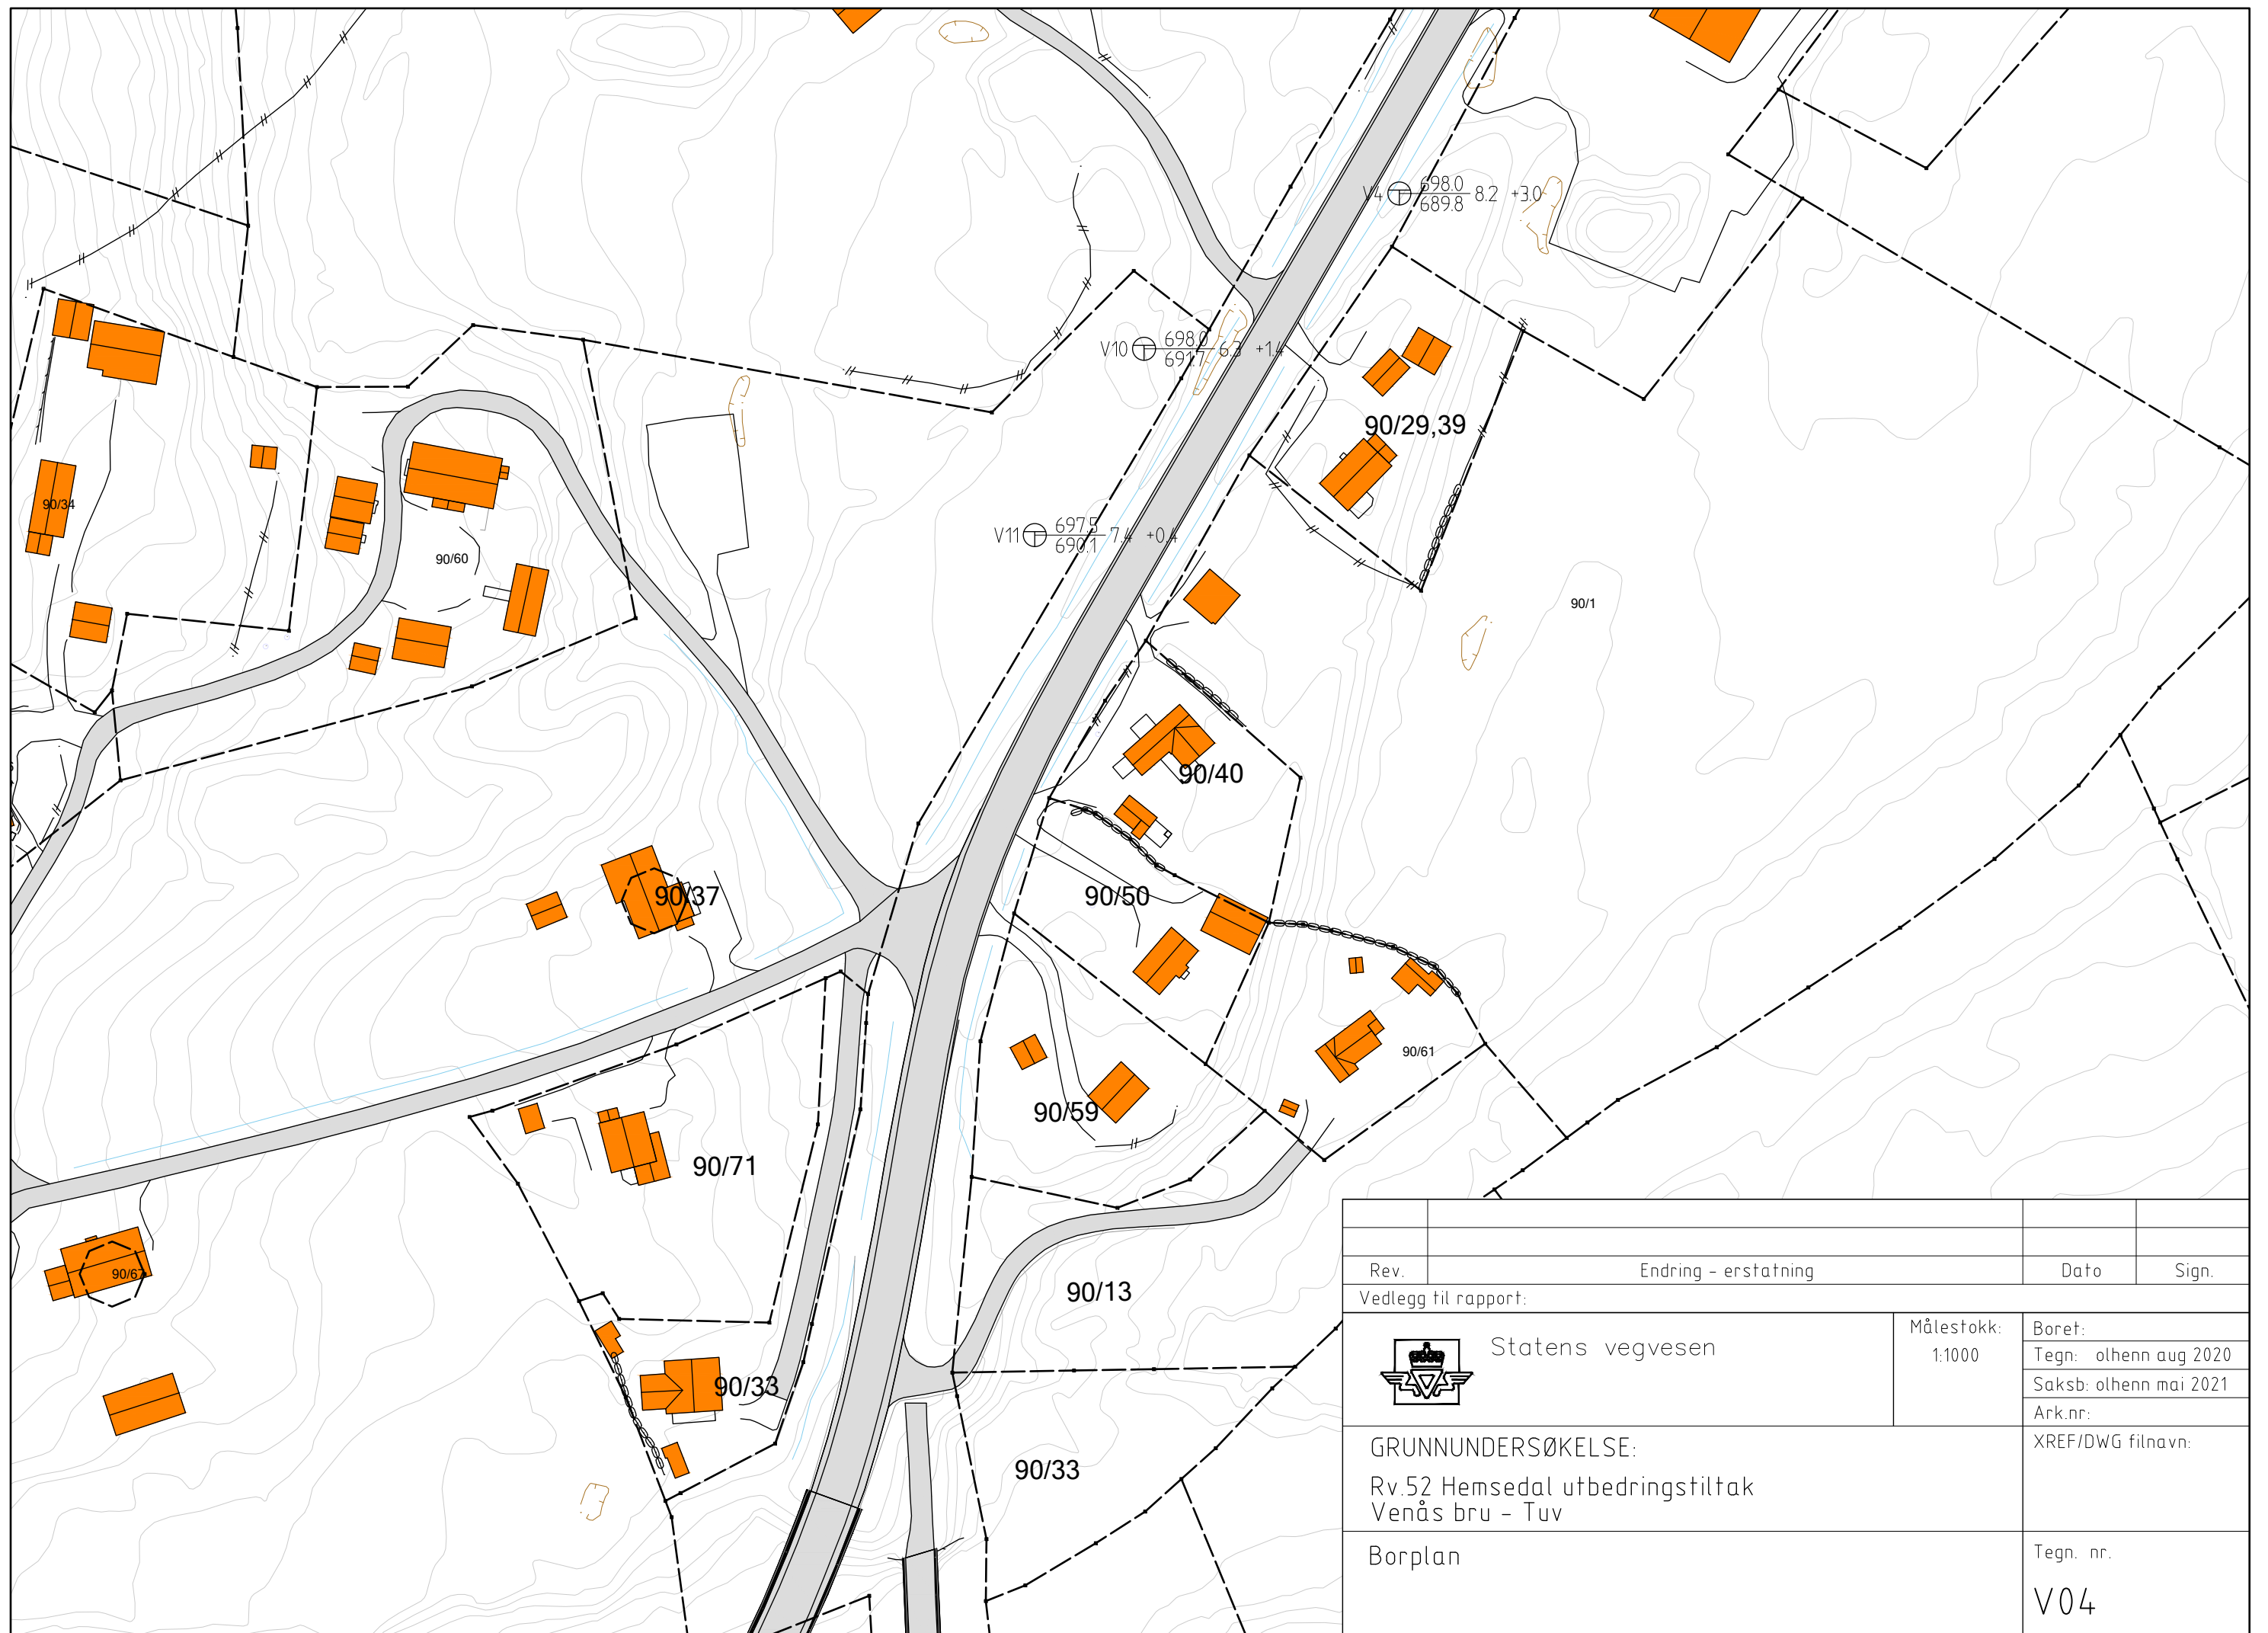 V4 698.0 8.2 +3.0
689.8
V10 698.0 6.3 +1.4
691.7
90/29,39
90/34
V11 697.5 7.4 +0.4
690.1
90/60
90/1
90/40
90/37
90/50
90/61
90/59
90/71
90/67
90/13
90/33
90/33
Rev. Endring - erstatning Dato Sign.
Vedlegg til rapport:
Statens vegvesen
Målestokk:
1:1000
Boret:
Tegn: olhenn aug 2020
Saksb: olhenn mai 2021
Ark.nr:
GRUNNUNDERSØKELSE:
Rv.52 Hemsedal utbedringstiltak
Venås bru - Tuv
XREF/DWG filnavn:
Borplan
Tegn. nr.
V04